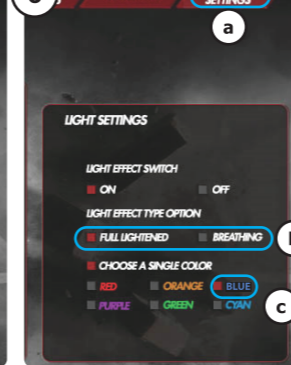 SETTINGS
a
LIGHT SETTINGS
LIGHT EFFECT SWITCH
ON OFF
LIGHT EFFECT TYPE OPTION
FULL LIGHTENED BREATHING
CHOOSE A SINGLE COLOR
RED ORANGE BLUE
PURPLE GREEN CYAN
c